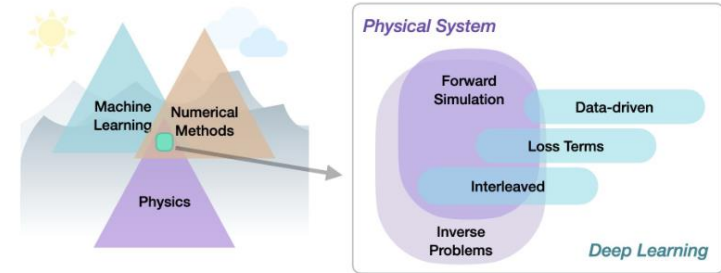 Machine
Learning
Numerical
Methods
Physics
Physical System
Forward
Simulation
Data-driven
Loss Terms
Interleaved
Inverse
Problems
Deep Learning